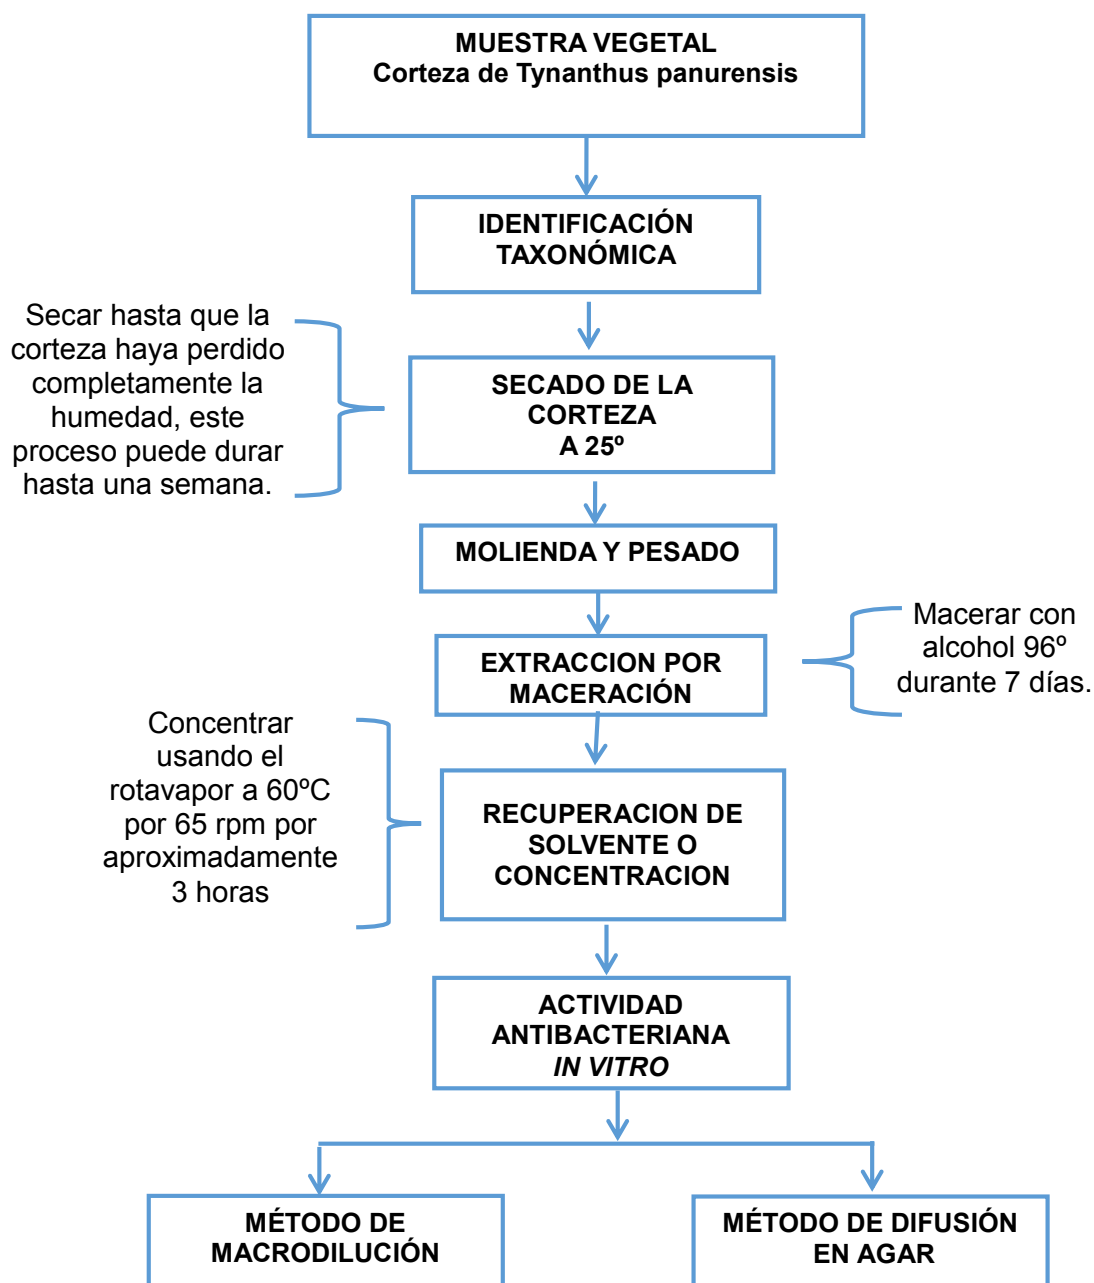 MUESTRA VEGETAL
Corteza de Tynanthus panurensis
IDENTIFICACIÓN
TAXONÓMICA
Secar hasta que la
corteza haya perdido
completamente la
humedad, este
proceso puede durar
hasta una semana.
SECADO DE LA
CORTEZA
A 25º
MOLIENDA Y PESADO
EXTRACCION POR
MACERACIÓN
Macerar con
alcohol 96º
durante 7 días.
Concentrar
usando el
rotavapor a 60ºC
por 65 rpm por
aproximadamente
3 horas
RECUPERACION DE
SOLVENTE O
CONCENTRACION
ACTIVIDAD
ANTIBACTERIANA
IN VITRO
MÉTODO DE
MACRODILUCIÓN
MÉTODO DE DIFUSIÓN
EN AGAR